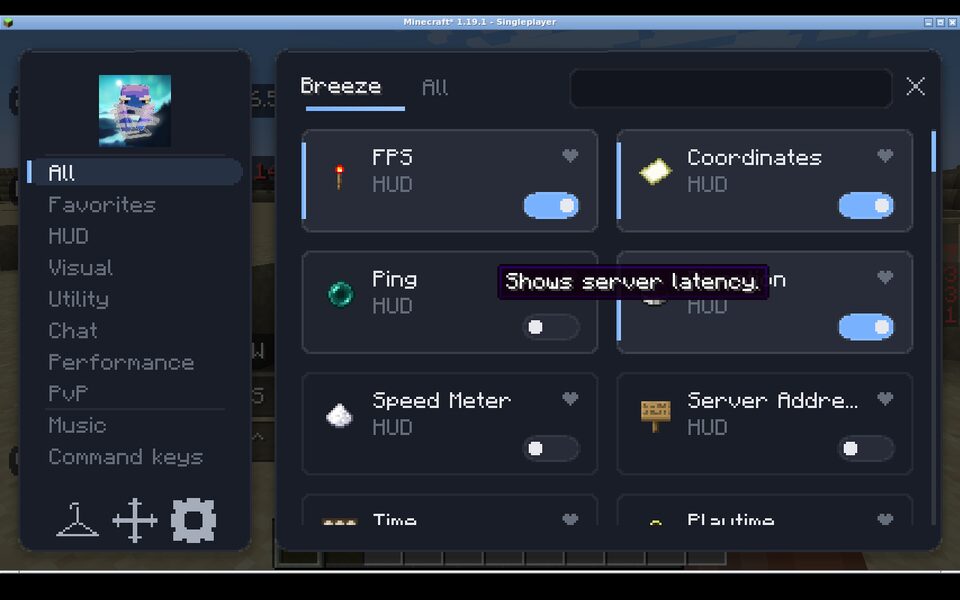 Minecraft* 1.19.1 - Singleplayer
Breeze All
All
Favorites
HUD
Visual
Utility
Chat
Performance
PvP
Music
Command keys
FPS
HUD
Coordinates
HUD
Ping
HUD
Shows server latency.
HUD
Speed Meter
HUD
Server Addre...
HUD
Time
Playtime